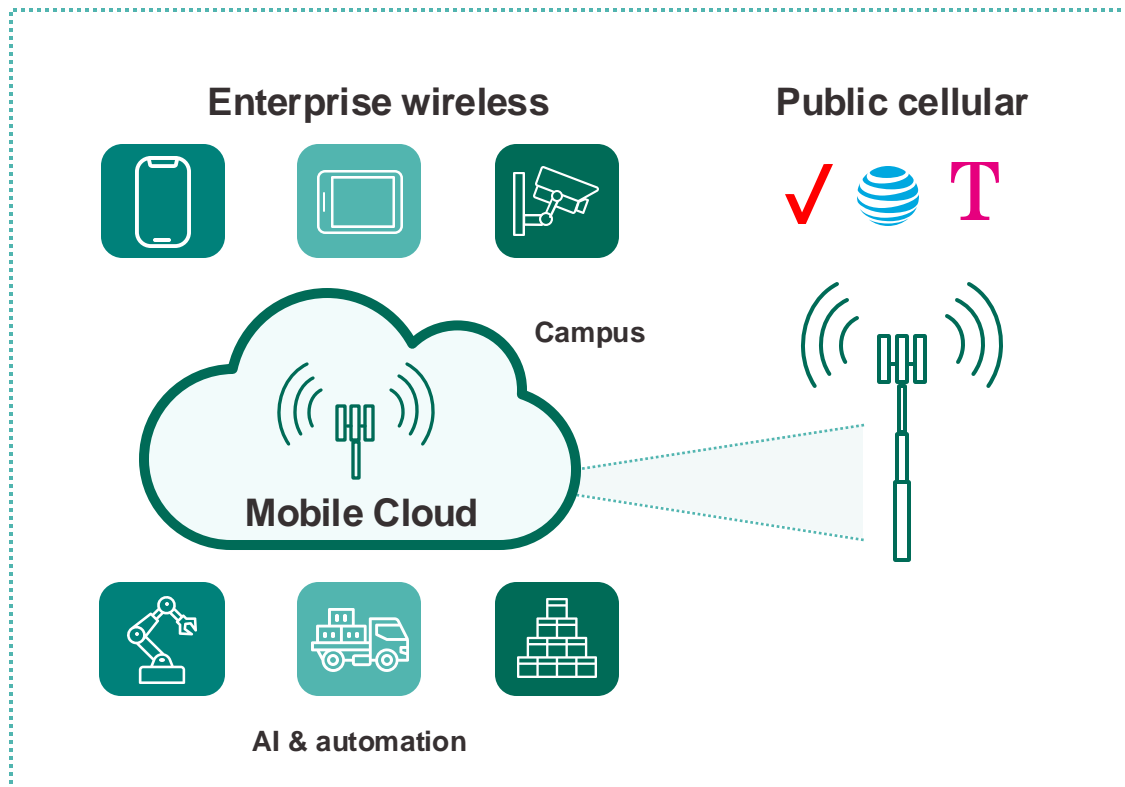 Enterprise wireless
Public cellular
T
Campus
Mobile Cloud
AI & automation